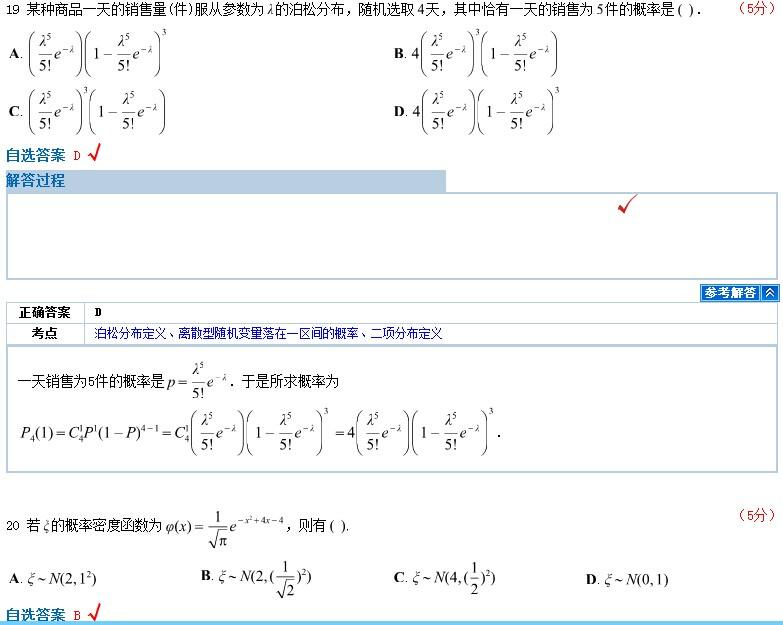 19 某种商品一天的销售量(件)服从参数为 λ 的泊松分布，随机选取 4天，其中恰有一天的销售为 5件的概率是 ( ) .	（5分）
A. (λ⁵/5! e^{-λ})(1 − λ⁵/5! e^{-λ})³	B. 4(λ⁵/5! e^{-λ})³(1 − λ⁵/5! e^{-λ})
C. (λ⁵/5! e^{-λ})³(1 − λ⁵/5! e^{-λ})	D. 4(λ⁵/5! e^{-λ})(1 − λ⁵/5! e^{-λ})³
自选答案 D √
解答过程
√
参考解答
正确答案	D
考点	泊松分布定义、离散型随机变量落在一区间的概率、二项分布定义
一天销售为5件的概率是 p = λ⁵/5! e^{-λ} . 于是所求概率为
P₄(1) = C₄¹P¹(1 − P)^{4−1} = C₄¹(λ⁵/5! e^{-λ})(1 − λ⁵/5! e^{-λ})³ = 4(λ⁵/5! e^{-λ})(1 − λ⁵/5! e^{-λ})³ .
20 若 ξ 的概率密度函数为 φ(x) = 1/√π e^{−x²+4x−4}，则有 ( ).	（5分）
A. ξ ~ N(2,1²)	B. ξ ~ N(2,(1/√2)²)	C. ξ ~ N(4,(1/2)²)	D. ξ ~ N(0,1)
自选答案 B √